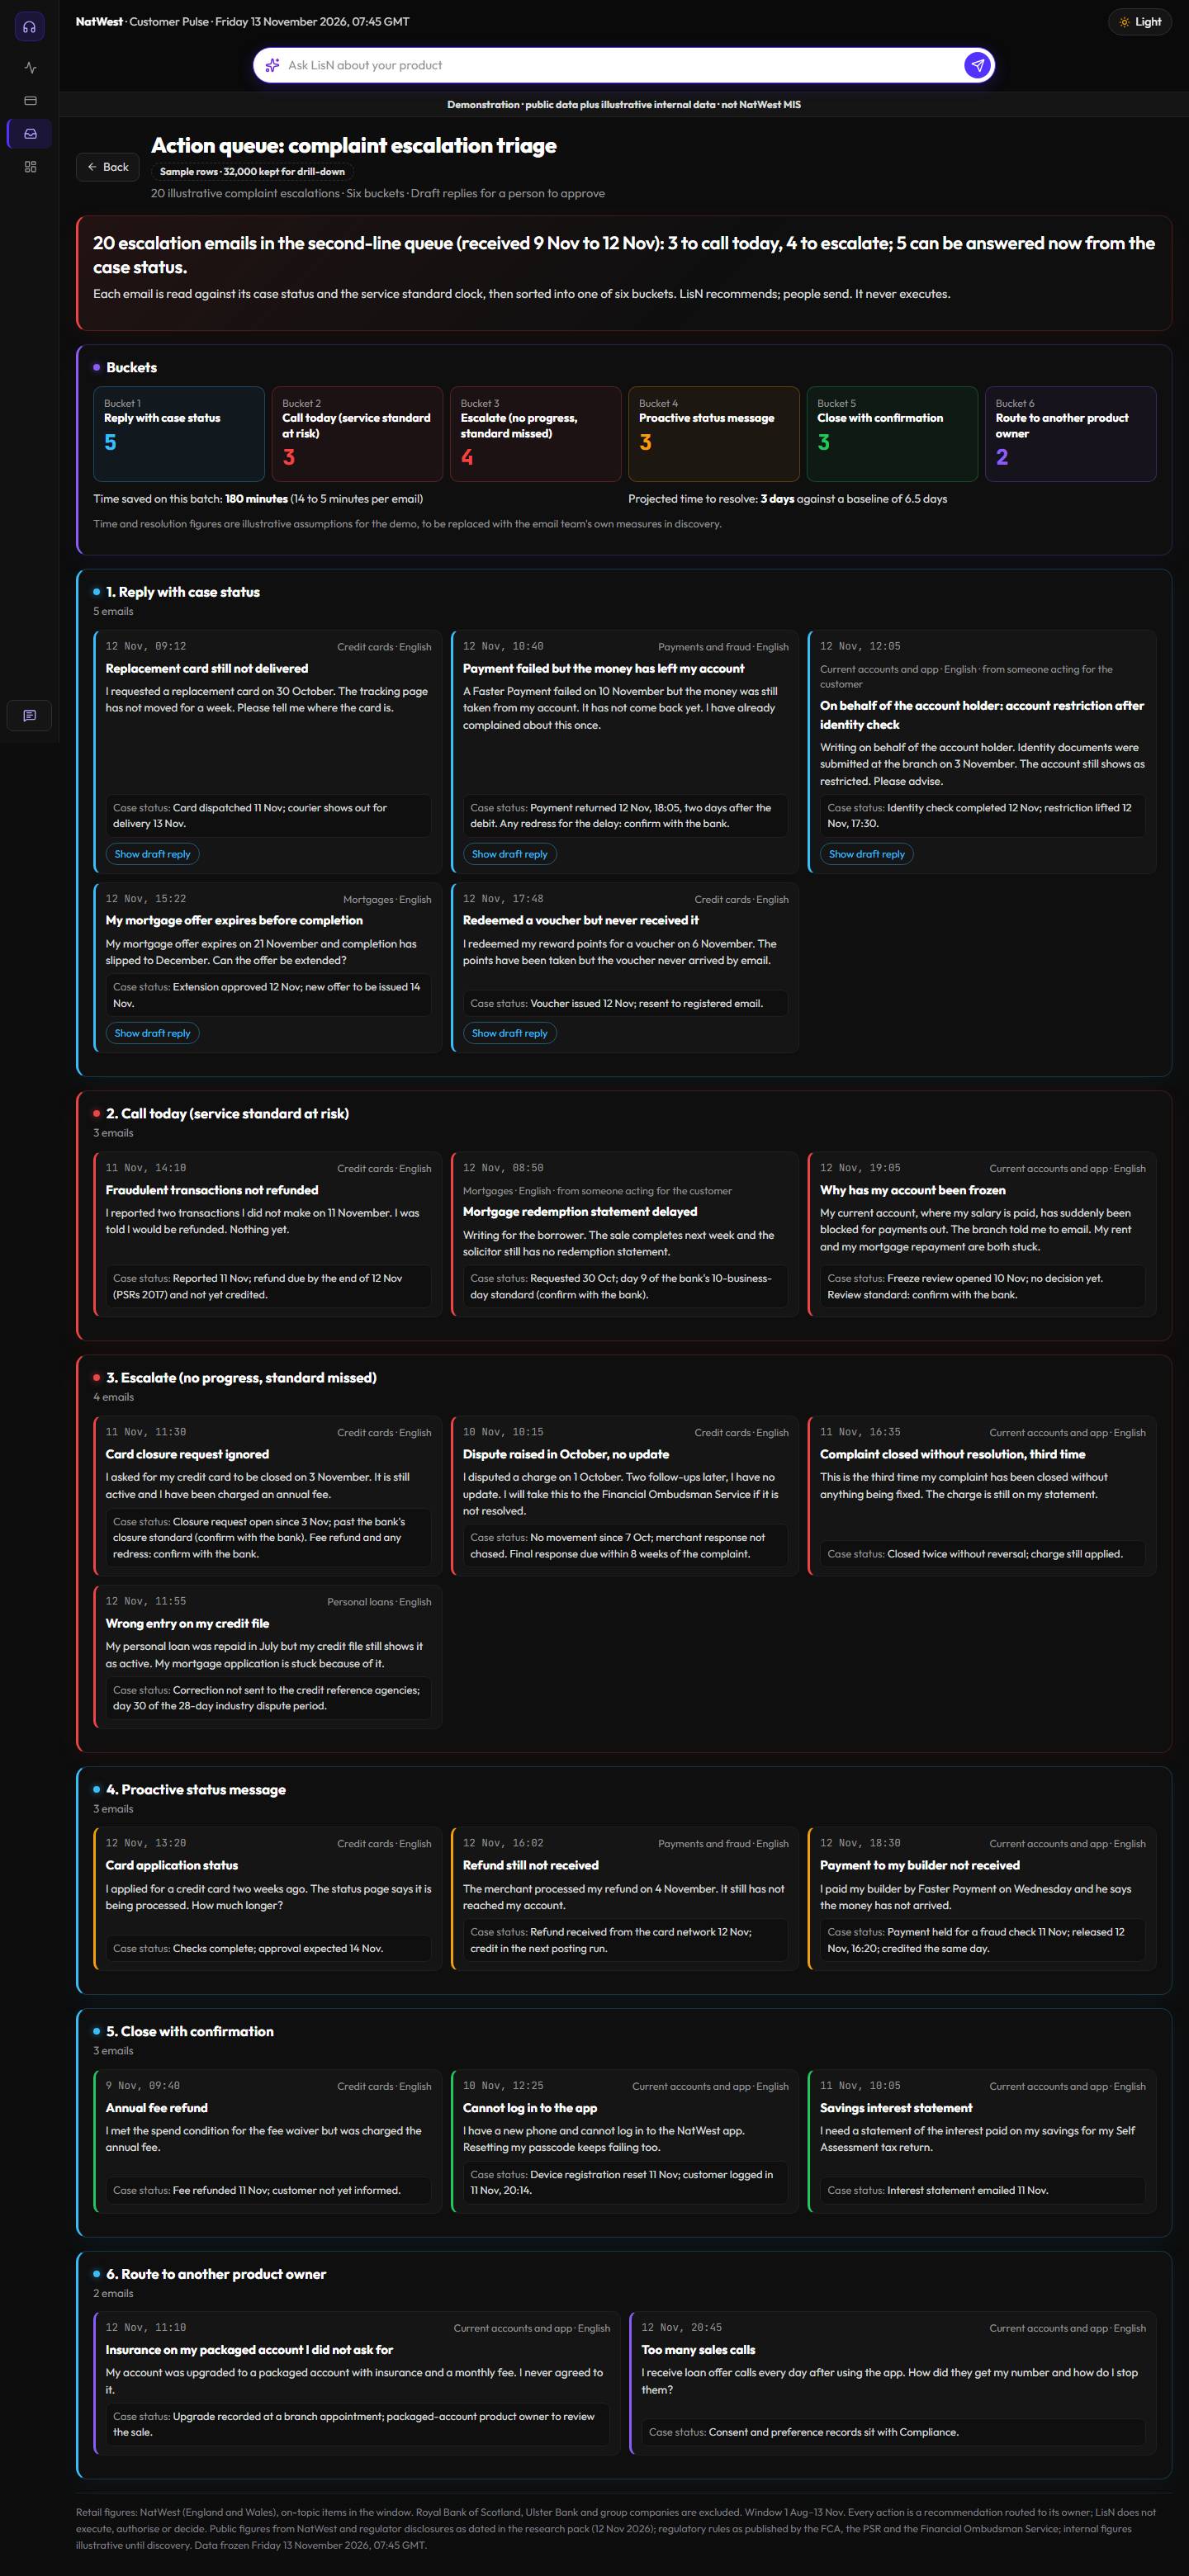 NatWest · Customer Pulse · Friday 13 November 2026, 07:45 GMT
Light
Ask LisN about your product
Demonstration · public data plus illustrative internal data · not NatWest MIS
Back
Action queue: complaint escalation triage
Sample rows · 32,000 kept for drill-down
20 illustrative complaint escalations · Six buckets · Draft replies for a person to approve
20 escalation emails in the second-line queue (received 9 Nov to 12 Nov): 3 to call today, 4 to escalate; 5 can be answered now from the
case status.
Each email is read against its case status and the service standard clock, then sorted into one of six buckets. LisN recommends; people send. It never executes.
Buckets
Bucket 1
Reply with case status
5
Bucket 2
Call today (service standard
at risk)
3
Bucket 3
Escalate (no progress,
standard missed)
4
Bucket 4
Proactive status message
3
Bucket 5
Close with confirmation
3
Bucket 6
Route to another product
owner
2
Time saved on this batch: 180 minutes (14 to 5 minutes per email)
Projected time to resolve: 3 days against a baseline of 6.5 days
Time and resolution figures are illustrative assumptions for the demo, to be replaced with the email team's own measures in discovery.
1. Reply with case status
5 emails
12 Nov, 09:12
Credit cards · English
Replacement card still not delivered
I requested a replacement card on 30 October. The tracking page
has not moved for a week. Please tell me where the card is.
Case status: Card dispatched 11 Nov; courier shows out for
delivery 13 Nov.
Show draft reply
12 Nov, 10:40
Payments and fraud · English
Payment failed but the money has left my account
A Faster Payment failed on 10 November but the money was still
taken from my account. It has not come back yet. I have already
complained about this once.
Case status: Payment returned 12 Nov, 18:05, two days after the
debit. Any redress for the delay: confirm with the bank.
Show draft reply
12 Nov, 12:05
Current accounts and app · English · from someone acting for the
customer
On behalf of the account holder: account restriction after
identity check
Writing on behalf of the account holder. Identity documents were
submitted at the branch on 3 November. The account still shows as
restricted. Please advise.
Case status: Identity check completed 12 Nov; restriction lifted 12
Nov, 17:30.
Show draft reply
12 Nov, 15:22
Mortgages · English
My mortgage offer expires before completion
My mortgage offer expires on 21 November and completion has
slipped to December. Can the offer be extended?
Case status: Extension approved 12 Nov; new offer to be issued 14
Nov.
Show draft reply
12 Nov, 17:48
Credit cards · English
Redeemed a voucher but never received it
I redeemed my reward points for a voucher on 6 November. The
points have been taken but the voucher never arrived by email.
Case status: Voucher issued 12 Nov; resent to registered email.
Show draft reply
2. Call today (service standard at risk)
3 emails
11 Nov, 14:10
Credit cards · English
Fraudulent transactions not refunded
I reported two transactions I did not make on 11 November. I was
told I would be refunded. Nothing yet.
Case status: Reported 11 Nov; refund due by the end of 12 Nov
(PSRs 2017) and not yet credited.
12 Nov, 08:50
Mortgages · English · from someone acting for the customer
Mortgage redemption statement delayed
Writing for the borrower. The sale completes next week and the
solicitor still has no redemption statement.
Case status: Requested 30 Oct; day 9 of the bank's 10-business-
day standard (confirm with the bank).
12 Nov, 19:05
Current accounts and app · English
Why has my account been frozen
My current account, where my salary is paid, has suddenly been
blocked for payments out. The branch told me to email. My rent
and my mortgage repayment are both stuck.
Case status: Freeze review opened 10 Nov; no decision yet.
Review standard: confirm with the bank.
3. Escalate (no progress, standard missed)
4 emails
11 Nov, 11:30
Credit cards · English
Card closure request ignored
I asked for my credit card to be closed on 3 November. It is still
active and I have been charged an annual fee.
Case status: Closure request open since 3 Nov; past the bank's
closure standard (confirm with the bank). Fee refund and any
redress: confirm with the bank.
10 Nov, 10:15
Credit cards · English
Dispute raised in October, no update
I disputed a charge on 1 October. Two follow-ups later, I have no
update. I will take this to the Financial Ombudsman Service if it is
not resolved.
Case status: No movement since 7 Oct; merchant response not
chased. Final response due within 8 weeks of the complaint.
11 Nov, 16:35
Current accounts and app · English
Complaint closed without resolution, third time
This is the third time my complaint has been closed without
anything being fixed. The charge is still on my statement.
Case status: Closed twice without reversal; charge still applied.
12 Nov, 11:55
Personal loans · English
Wrong entry on my credit file
My personal loan was repaid in July but my credit file still shows it
as active. My mortgage application is stuck because of it.
Case status: Correction not sent to the credit reference agencies;
day 30 of the 28-day industry dispute period.
4. Proactive status message
3 emails
12 Nov, 13:20
Credit cards · English
Card application status
I applied for a credit card two weeks ago. The status page says it is
being processed. How much longer?
Case status: Checks complete; approval expected 14 Nov.
12 Nov, 16:02
Payments and fraud · English
Refund still not received
The merchant processed my refund on 4 November. It still has not
reached my account.
Case status: Refund received from the card network 12 Nov;
credit in the next posting run.
12 Nov, 18:30
Current accounts and app · English
Payment to my builder not received
I paid my builder by Faster Payment on Wednesday and he says
the money has not arrived.
Case status: Payment held for a fraud check 11 Nov; released 12
Nov, 16:20; credited the same day.
5. Close with confirmation
3 emails
9 Nov, 09:40
Credit cards · English
Annual fee refund
I met the spend condition for the fee waiver but was charged the
annual fee.
Case status: Fee refunded 11 Nov; customer not yet informed.
10 Nov, 12:25
Current accounts and app · English
Cannot log in to the app
I have a new phone and cannot log in to the NatWest app.
Resetting my passcode keeps failing too.
Case status: Device registration reset 11 Nov; customer logged in
11 Nov, 20:14.
11 Nov, 10:05
Current accounts and app · English
Savings interest statement
I need a statement of the interest paid on my savings for my Self
Assessment tax return.
Case status: Interest statement emailed 11 Nov.
6. Route to another product owner
2 emails
12 Nov, 11:10
Current accounts and app · English
Insurance on my packaged account I did not ask for
My account was upgraded to a packaged account with insurance and a monthly fee. I never agreed to
it.
Case status: Upgrade recorded at a branch appointment; packaged-account product owner to review
the sale.
12 Nov, 20:45
Current accounts and app · English
Too many sales calls
I receive loan offer calls every day after using the app. How did they get my number and how do I stop
them?
Case status: Consent and preference records sit with Compliance.
Retail figures: NatWest (England and Wales), on-topic items in the window. Royal Bank of Scotland, Ulster Bank and group companies are excluded. Window 1 Aug–13 Nov. Every action is a recommendation routed to its owner; LisN does not
execute, authorise or decide. Public figures from NatWest and regulator disclosures as dated in the research pack (12 Nov 2026); regulatory rules as published by the FCA, the PSR and the Financial Ombudsman Service; internal figures
illustrative until discovery. Data frozen Friday 13 November 2026, 07:45 GMT.